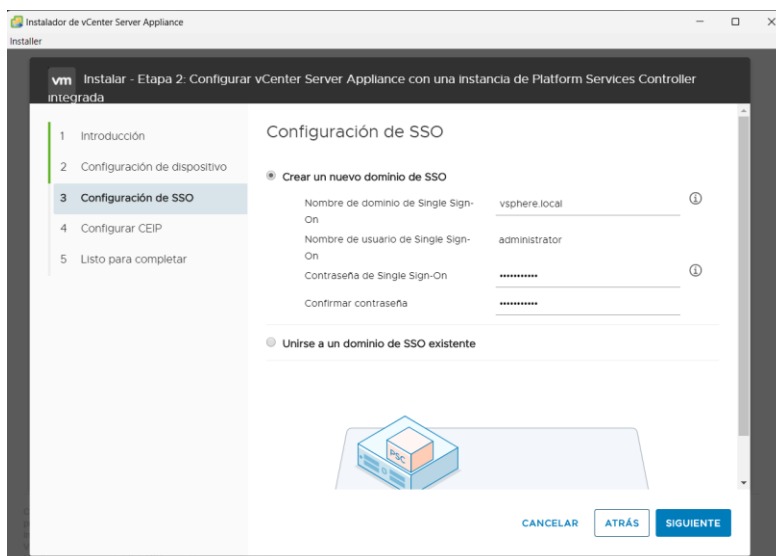 Instalador de vCenter Server Appliance
Installer
vm Instalar - Etapa 2: Configurar vCenter Server Appliance con una instancia de Platform Services Controller
integrada
1 Introducción
2 Configuración de dispositivo
3 Configuración de SSO
4 Configurar CEIP
5 Listo para completar
Configuración de SSO
Crear un nuevo dominio de SSO
Nombre de dominio de Single Sign-
On
vsphere.local
Nombre de usuario de Single Sign-
On
administrator
Contraseña de Single Sign-On
•••••••••••
Confirmar contraseña
•••••••••••
Unirse a un dominio de SSO existente
PSC
CANCELAR
ATRÁS
SIGUIENTE